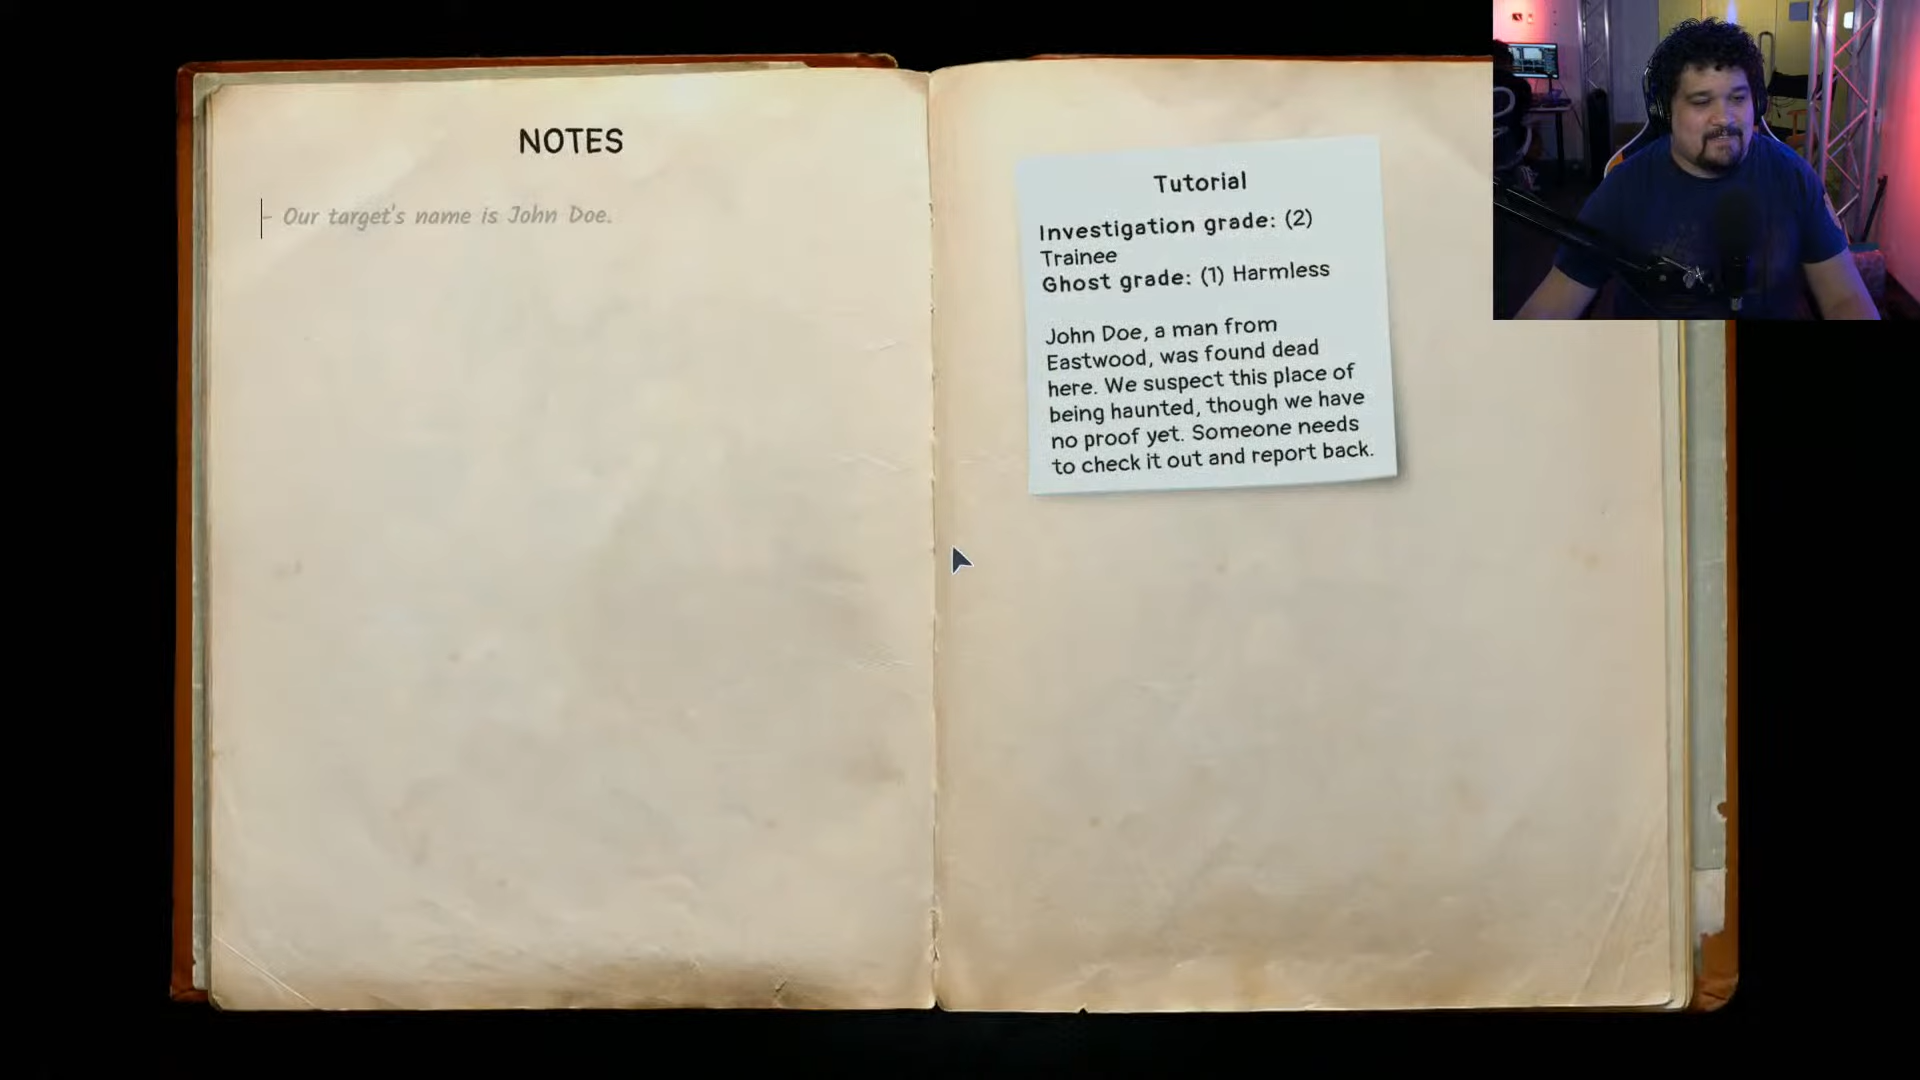 NOTES
- Our target's name is John Doe.
Tutorial
Investigation grade: (2)
Trainee
Ghost grade: (1) Harmless
John Doe, a man from
Eastwood, was found dead
here. We suspect this place of
being haunted, though we have
no proof yet. Someone needs
to check it out and report back.